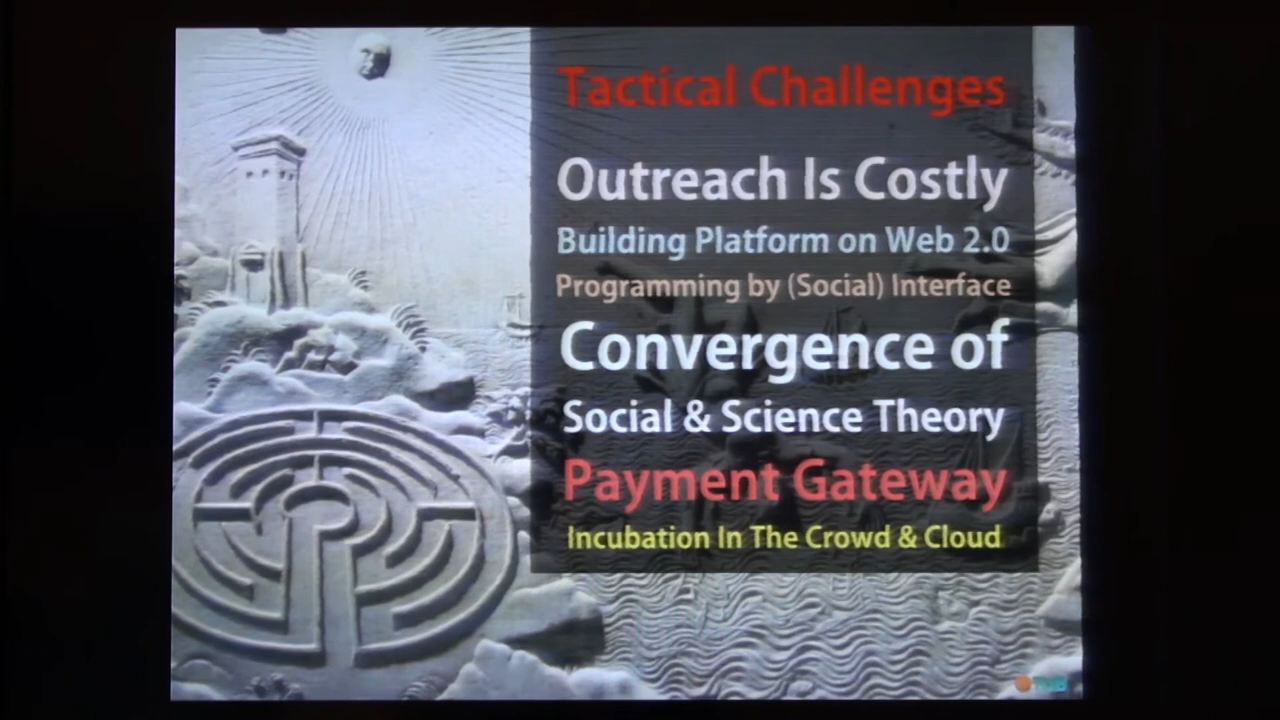 Tactical Challenges
Outreach Is Costly
Building Platform on Web 2.0
Programming by (Social) Interface
Convergence of
Social & Science Theory
Payment Gateway
Incubation In The Crowd & Cloud